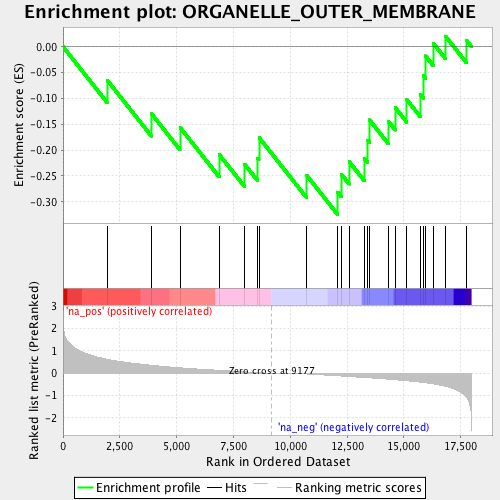 Enrichment plot: ORGANELLE_OUTER_MEMBRANE
Enrichment score (ES)
0.00
-0.05
-0.10
-0.15
-0.20
-0.25
-0.30
'na_pos' (positively correlated)
Ranked list metric (PreRanked)
3
2
1
0
-1
-2
Zero cross at 9177
'na_neg' (negatively correlated)
0
2,500
5,000
7,500
10,000
12,500
15,000
17,500
Rank in Ordered Dataset
Enrichment profile
Hits
Ranking metric scores